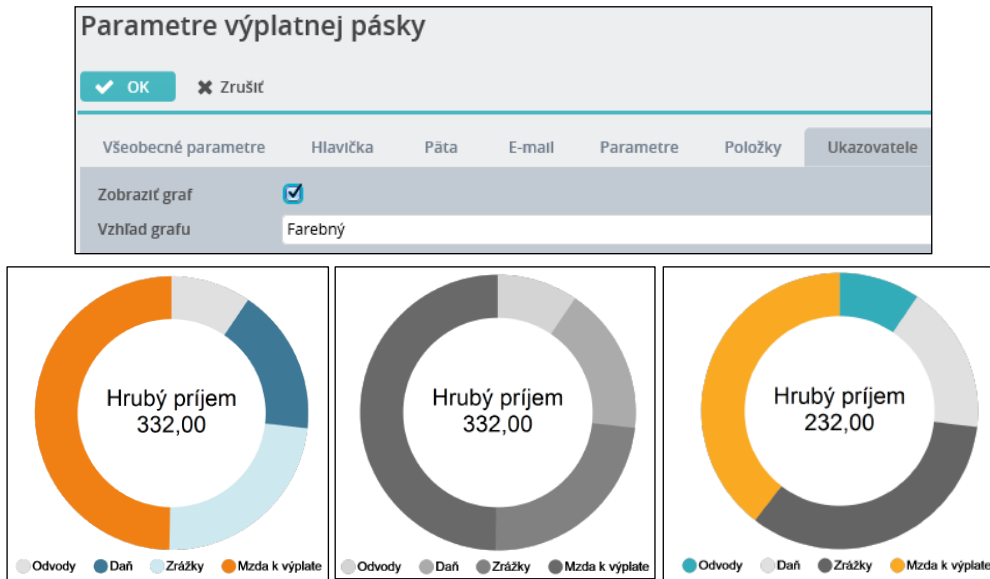 Parametre výplatnej pásky
OK Zrušiť
Všeobecné parametre Hlavička Päta E-mail Parametre Položky Ukazovatele
Zobraziť graf
Vzhľad grafu Farebný
Hrubý príjem
332,00
Odvody Daň Zrážky Mzda k výplate
Hrubý príjem
332,00
Odvody Daň Zrážky Mzda k výplate
Hrubý príjem
232,00
Odvody Daň Zrážky Mzda k výplate